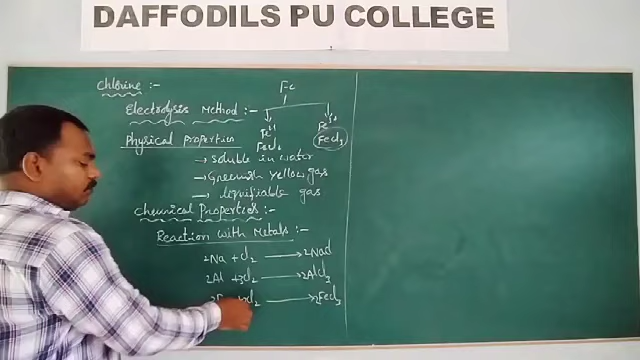 DAFFODILS PU COLLEGE
Chlorine :-
Fe
Electrolysis Method :-
Physical Properties
FeCl3
→ soluble in water
→ Greenish yellow gas
→ liquifiable gas
Chemical Properties :-
Reaction with Metals :-
2Na + Cl2 → 2NaCl
2Al + 3Cl2 → 2AlCl3
Cl2 → 2FeCl3